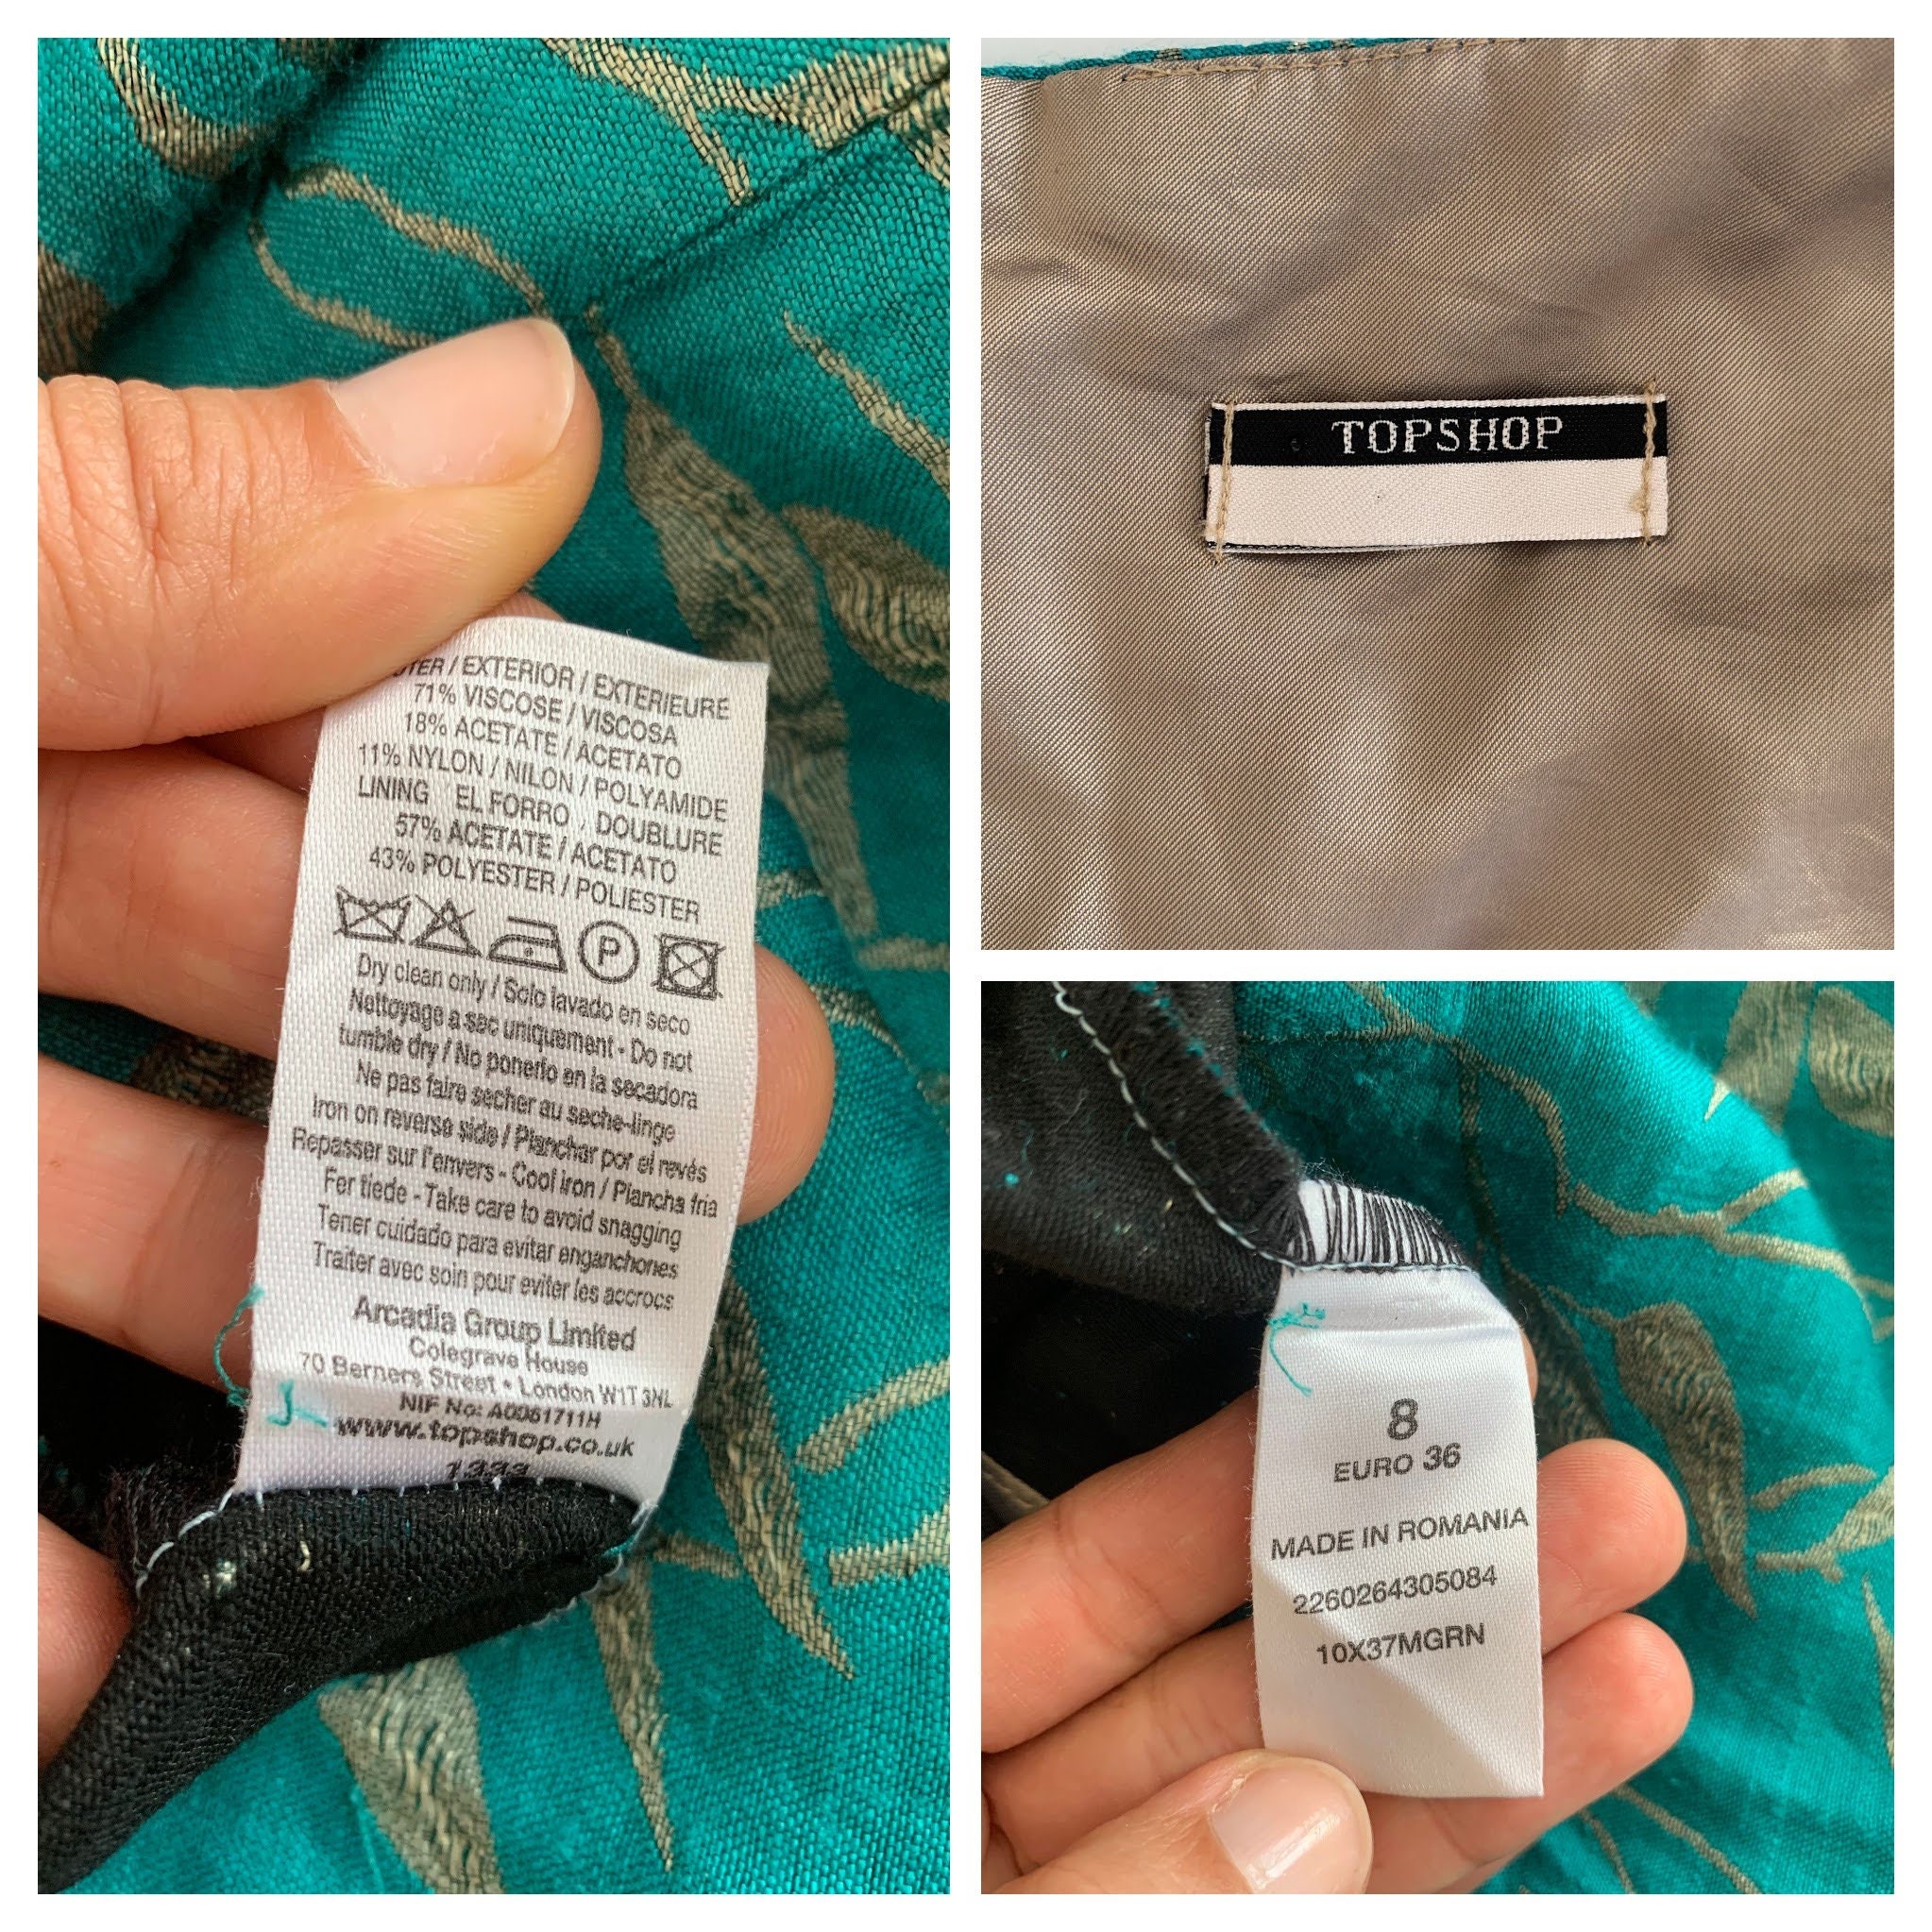 / EXTERIOR / EXTERIEURE
71% VISCOSE / VISCOSA
18% ACETATE / ACETATO
11% NYLON / NILON / POLYAMIDE
LINING EL FORRO / DOUBLURE
57% ACETATE / ACETATO
43% POLYESTER / POLIESTER
P
Dry clean only / Solo lavado en seco
Nettoyage a sac uniquement - Do not
tumble dry / No ponerlo en la secadora
Ne pas faire secher au seche-linge
Iron on reverse side / Planchar por el revés
Repasser sur l'envers - Cool iron / Plancha fria
Fer tiede - Take care to avoid snagging
Tener cuidado para evitar enganchones
Traiter avec soin pour eviter les accrocs
Arcadia Group Limited
Colegrave House
70 Berners Street • London W1T 3NL
NIF No: A0061711H
www.topshop.co.uk
TOPSHOP
8
EURO 36
MADE IN ROMANIA
2260264305084
10X37MGRN